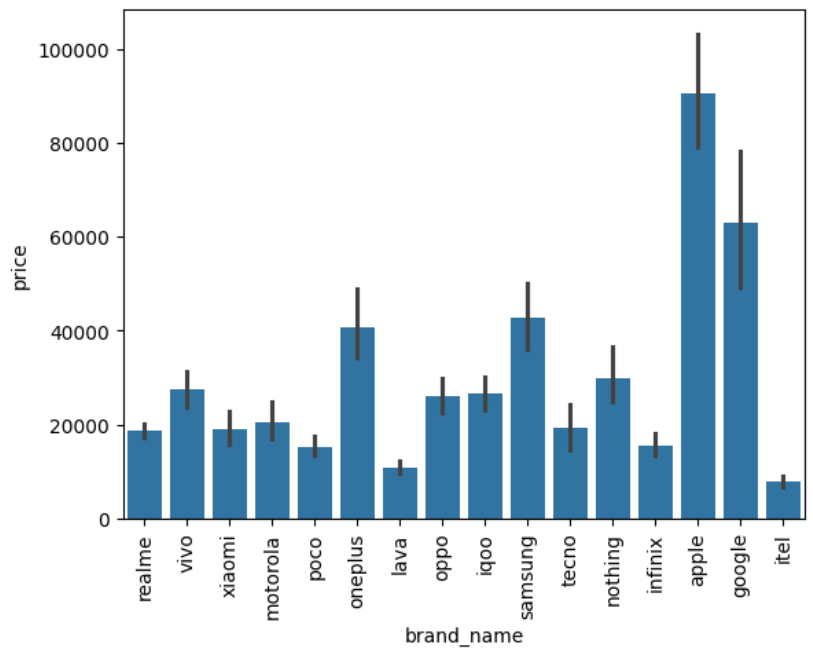 100000
80000
60000
40000
20000
0
price
realme
vivo
xiaomi
motorola
poco
oneplus
lava
oppo
iqoo
samsung
tecno
nothing
infinix
apple
google
itel
brand_name